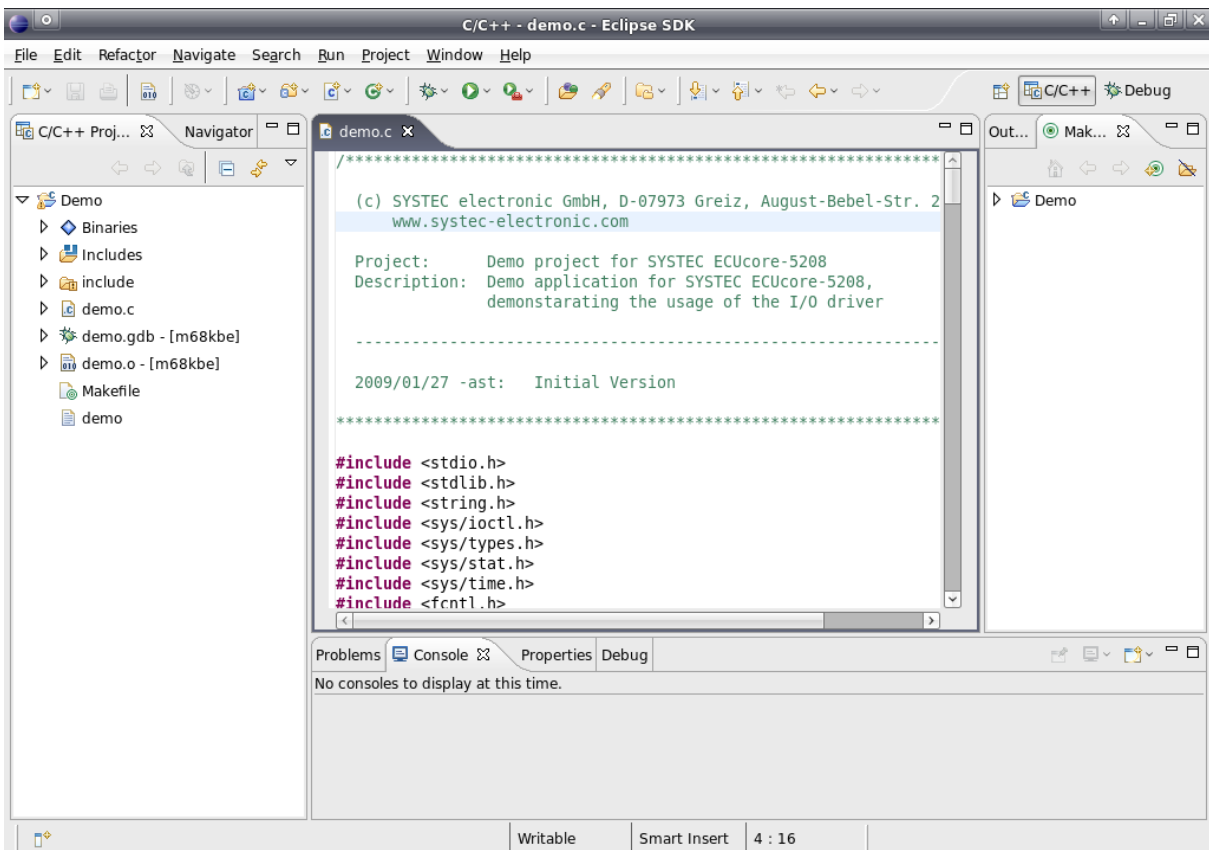 C/C++ - demo.c - Eclipse SDK
File Edit Refactor Navigate Search Run Project Window Help
C/C++ Debug
C/C++ Proj... Navigator
demo.c
Out... Mak...
Demo
Binaries
Includes
include
demo.c
demo.gdb - [m68kbe]
demo.o - [m68kbe]
Makefile
demo
/****************************************************************
(c) SYSTEC electronic GmbH, D-07973 Greiz, August-Bebel-Str. 2
www.systec-electronic.com
Project: Demo project for SYSTEC ECUcore-5208
Description: Demo application for SYSTEC ECUcore-5208,
demonstarating the usage of the I/O driver
--------------------------------------------------------------
2009/01/27 -ast: Initial Version
****************************************************************
#include <stdio.h>
#include <stdlib.h>
#include <string.h>
#include <sys/ioctl.h>
#include <sys/types.h>
#include <sys/stat.h>
#include <sys/time.h>
#include <fcntl.h>
Demo
Problems Console Properties Debug
No consoles to display at this time.
Writable Smart Insert 4 : 16